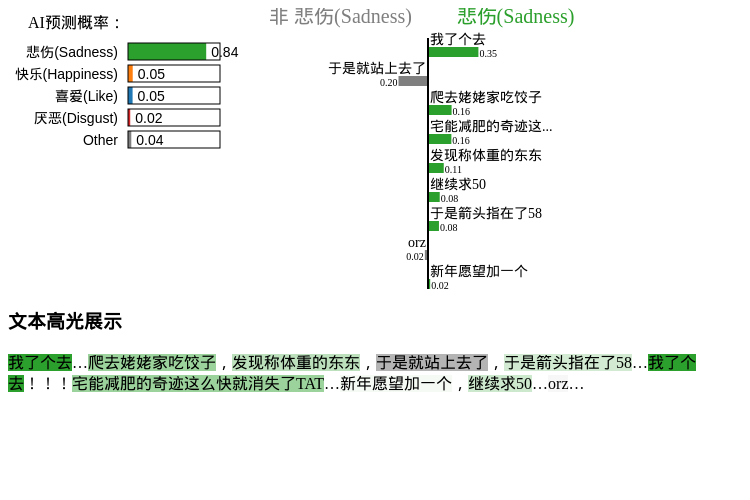 AI预测概率：
悲伤(Sadness) 0.84
快乐(Happiness) 0.05
喜爱(Like) 0.05
厌恶(Disgust) 0.02
Other 0.04
非 悲伤(Sadness) 悲伤(Sadness)
我了个去
0.35
于是就站上去了
0.20
爬去姥姥家吃饺子
0.16
宅能减肥的奇迹这...
0.16
发现称体重的东东
0.11
继续求50
0.08
于是箭头指在了58
0.08
orz
0.02
新年愿望加一个
0.02
文本高光展示
我了个去…爬去姥姥家吃饺子，发现称体重的东东，于是就站上去了，于是箭头指在了58…我了个
去！！！宅能减肥的奇迹这么快就消失了TAT…新年愿望加一个，继续求50…orz…